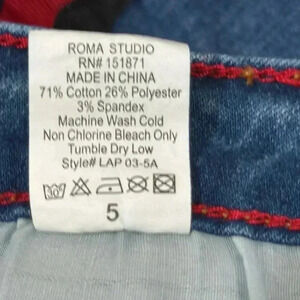 ROMA STUDIO
RN# 151871
MADE IN CHINA
71% Cotton 26% Polyester
3% Spandex
Machine Wash Cold
Non Chlorine Bleach Only
Tumble Dry Low
Style# LAP 03-5A
5